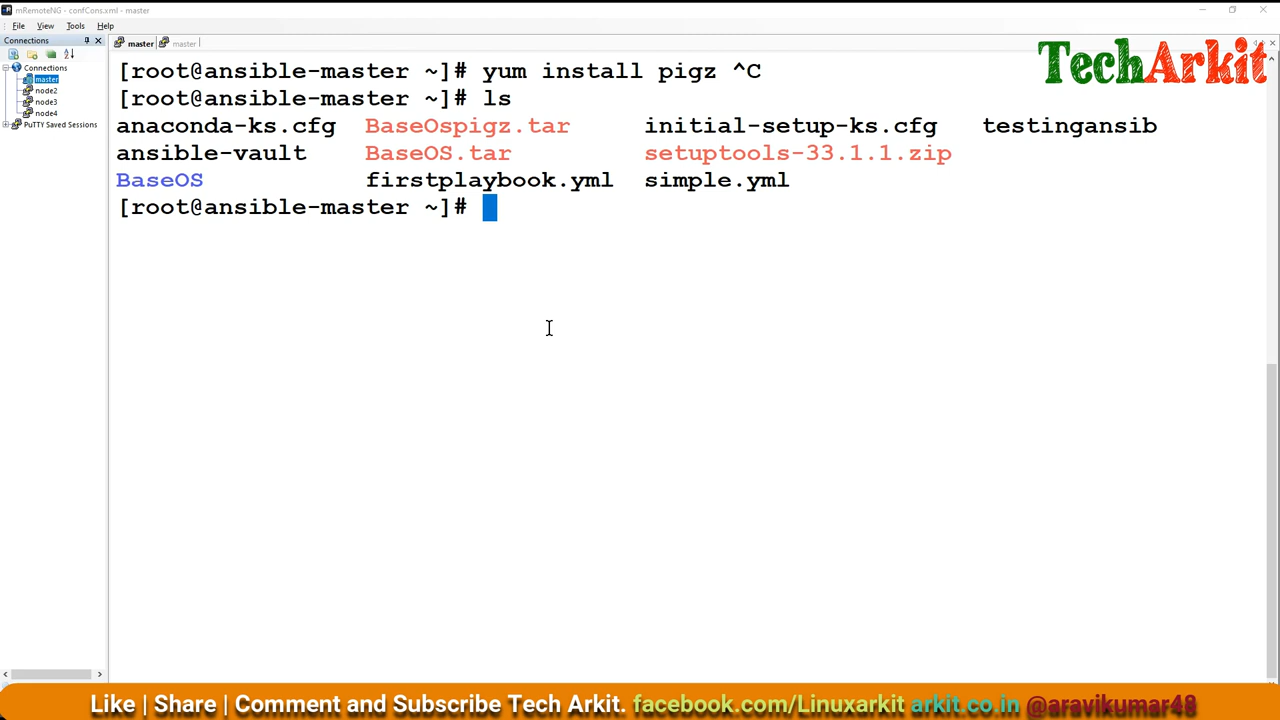 mRemoteNG - confCons.xml - master
File View Tools Help
Connections
master master
Connections
master
node2
node3
node4
PuTTY Saved Sessions
TechArkit
[root@ansible-master ~]# yum install pigz ^C
[root@ansible-master ~]# ls
anaconda-ks.cfg BaseOspigz.tar initial-setup-ks.cfg testingansib
ansible-vault BaseOS.tar setuptools-33.1.1.zip
BaseOS firstplaybook.yml simple.yml
[root@ansible-master ~]#
Like | Share | Comment and Subscribe Tech Arkit. facebook.com/Linuxarkit arkit.co.in @aravikumar48